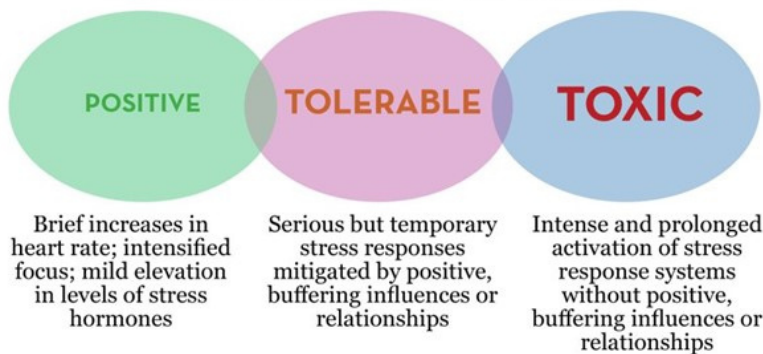 POSITIVE
TOLERABLE
TOXIC
Brief increases in
heart rate; intensified
focus; mild elevation
in levels of stress
hormones
Serious but temporary
stress responses
mitigated by positive,
buffering influences or
relationships
Intense and prolonged
activation of stress
response systems
without positive,
buffering influences or
relationships